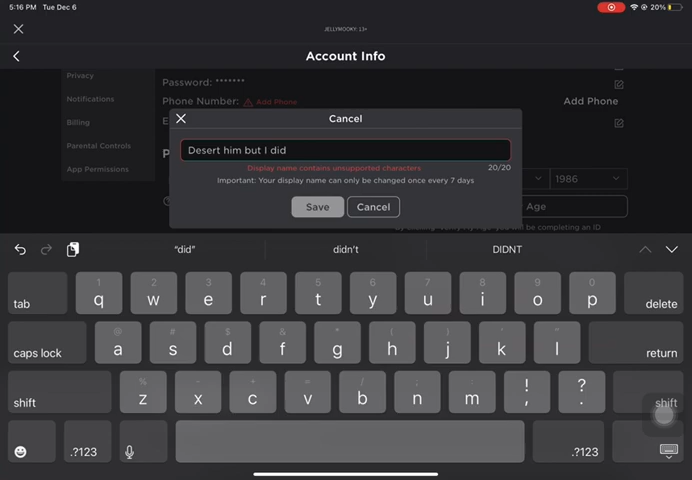 5:16 PM Tue Dec 6
20%
JELLYMOOKY: 13+
Account Info
Privacy
Notifications
Billing
Parental Controls
App Permissions
Password: •••••••
Phone Number: Add Phone
Add Phone
Cancel
Desert him but I did
Display name contains unsupported characters
20/20
Important: Your display name can only be changed once every 7 days
Save Cancel
1986
Age
"did" didn't DIDNT
1 2 3 4 5 6 7 8 9 0
tab q w e r t y u i o p delete
@ # $ & * ( ) ' "
caps lock a s d f g h j k l return
% - + = / ; : ! ?
shift z x c v b n m , . shift
.?123 .?123